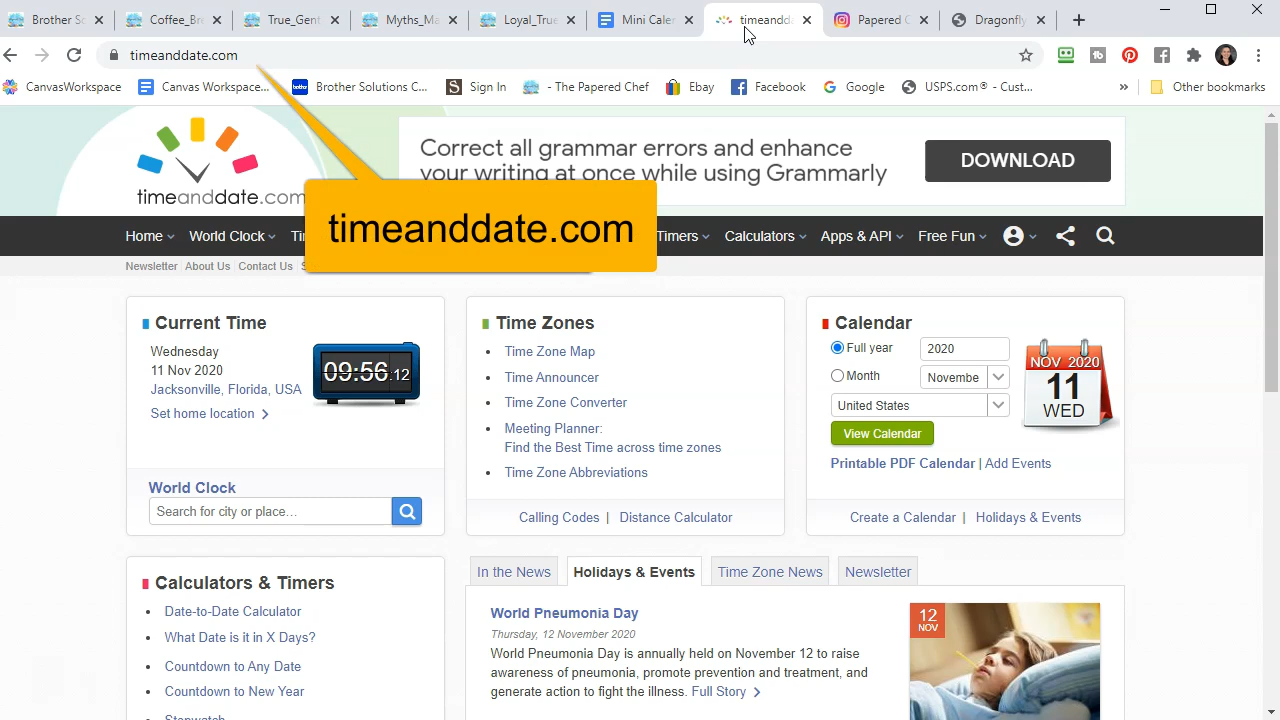 Brother S
Coffee_Br
True_Gent
Myths_Ma
Loyal_True
Mini Caler
timeandda
Papered C
Dragonfly
timeanddate.com
CanvasWorkspace
Canvas Workspace...
Brother Solutions C...
Sign In
- The Papered Chef
Ebay
Facebook
Google
USPS.com® - Cust...
»
Other bookmarks
timeanddate.com
Correct all grammar errors and enhance
your writing at once while using Grammarly
DOWNLOAD
timeanddate.com
Home
World Clock
Timers
Calculators
Apps & API
Free Fun
Newsletter
About Us
Contact Us
Current Time
Wednesday
11 Nov 2020
Jacksonville, Florida, USA
Set home location
09:56.12
World Clock
Search for city or place...
Time Zones
Time Zone Map
Time Announcer
Time Zone Converter
Meeting Planner:
Find the Best Time across time zones
Time Zone Abbreviations
Calling Codes | Distance Calculator
Calendar
Full year
2020
Month
Novembe
United States
View Calendar
NOV 2020
11
WED
Printable PDF Calendar | Add Events
Create a Calendar | Holidays & Events
Calculators & Timers
Date-to-Date Calculator
What Date is it in X Days?
Countdown to Any Date
Countdown to New Year
Stopwatch
In the News
Holidays & Events
Time Zone News
Newsletter
World Pneumonia Day
Thursday, 12 November 2020
World Pneumonia Day is annually held on November 12 to raise
awareness of pneumonia, promote prevention and treatment, and
generate action to fight the illness. Full Story
12
NOV